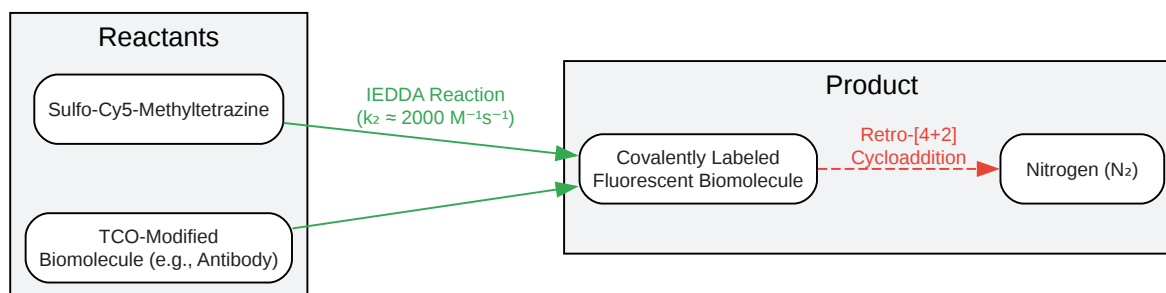 Reactants
Sulfo-Cy5-Methyltetrazine
TCO-Modified
Biomolecule (e.g., Antibody)
IEDDA Reaction
(k₂ ≈ 2000 M⁻¹s⁻¹)
Product
Covalently Labeled
Fluorescent Biomolecule
Retro-[4+2]
Cycloaddition
Nitrogen (N₂)